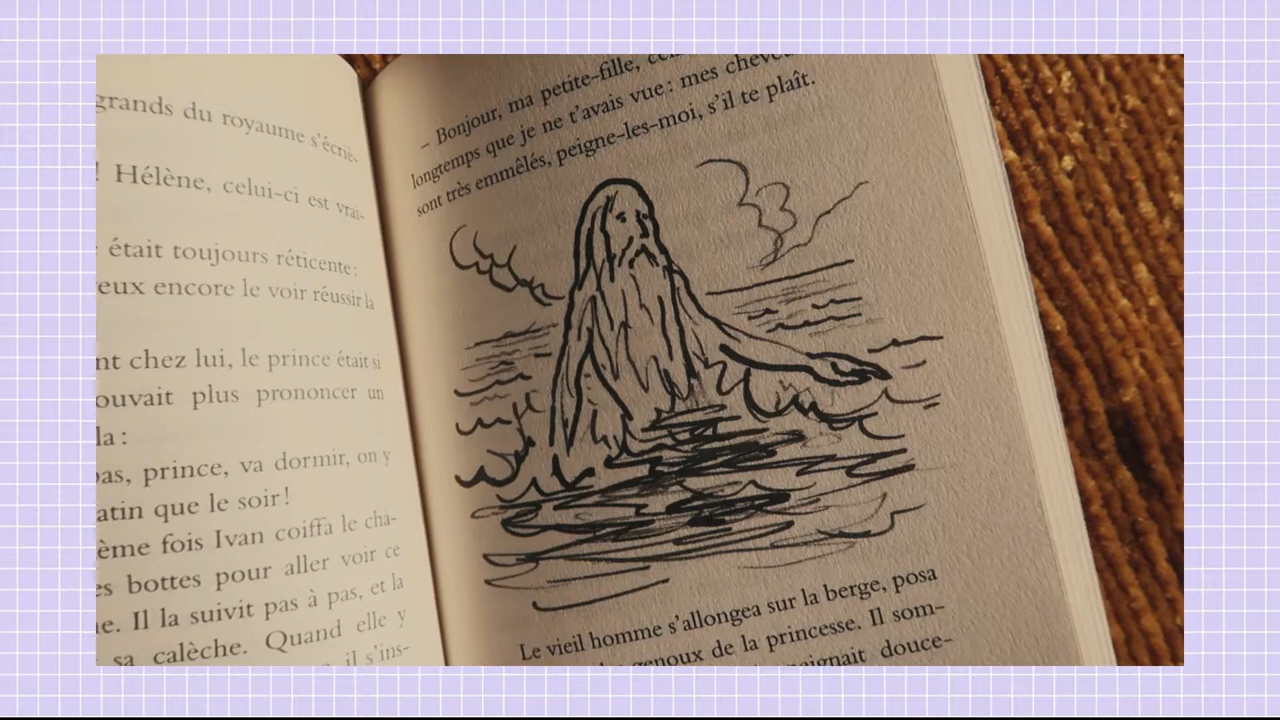 grands du royaume s'écriè-
! Hélène, celui-ci est vrai-
était toujours réticente:
eux encore le voir réussir la
nt chez lui, le prince était si
ouvait plus prononcer un
la:
pas, prince, va dormir, on y
atin que le soir!
ème fois Ivan coiffa le cha-
es bottes pour aller voir ce
e. Il la suivit pas à pas, et la
sa calèche. Quand elle y
il s'ins-
– Bonjour, ma petite-fille,
longtemps que je ne t'avais vue: mes cheveu
sont très emmêlés, peigne-les-moi, s'il te plaît.
Le vieil homme s'allongea sur la berge, posa
genoux de la princesse. Il som-
peignait douce-